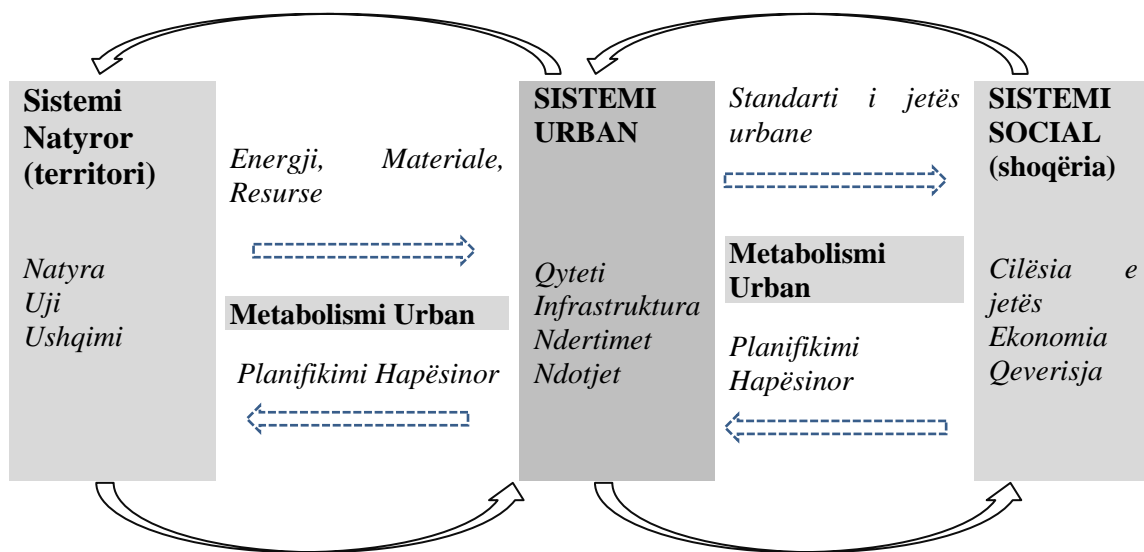 Sistemi
Natyror
(territori)
Natyra
Uji
Ushqimi
Energji, Materiale,
Resurse
Metabolismi Urban
Planifikimi Hapësinor
SISTEMI
URBAN
Qyteti
Infrastruktura
Ndertimet
Ndotjet
Standarti i jetës
urbane
Metabolismi
Urban
Planifikimi
Hapësinor
SISTEMI
SOCIAL
(shoqëria)
Cilësia e
jetës
Ekonomia
Qeverisja